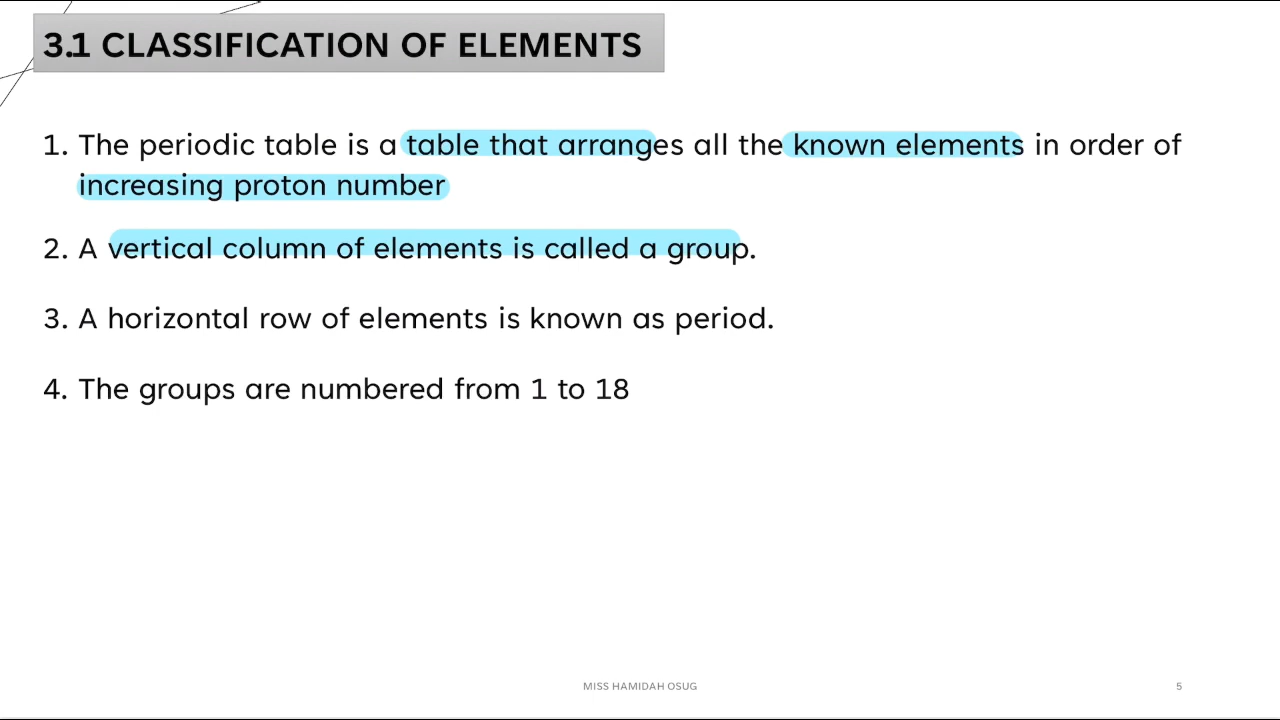 3.1 CLASSIFICATION OF ELEMENTS
1. The periodic table is a table that arranges all the known elements in order of
increasing proton number
2. A vertical column of elements is called a group.
3. A horizontal row of elements is known as period.
4. The groups are numbered from 1 to 18
MISS HAMIDAH OSUG
5